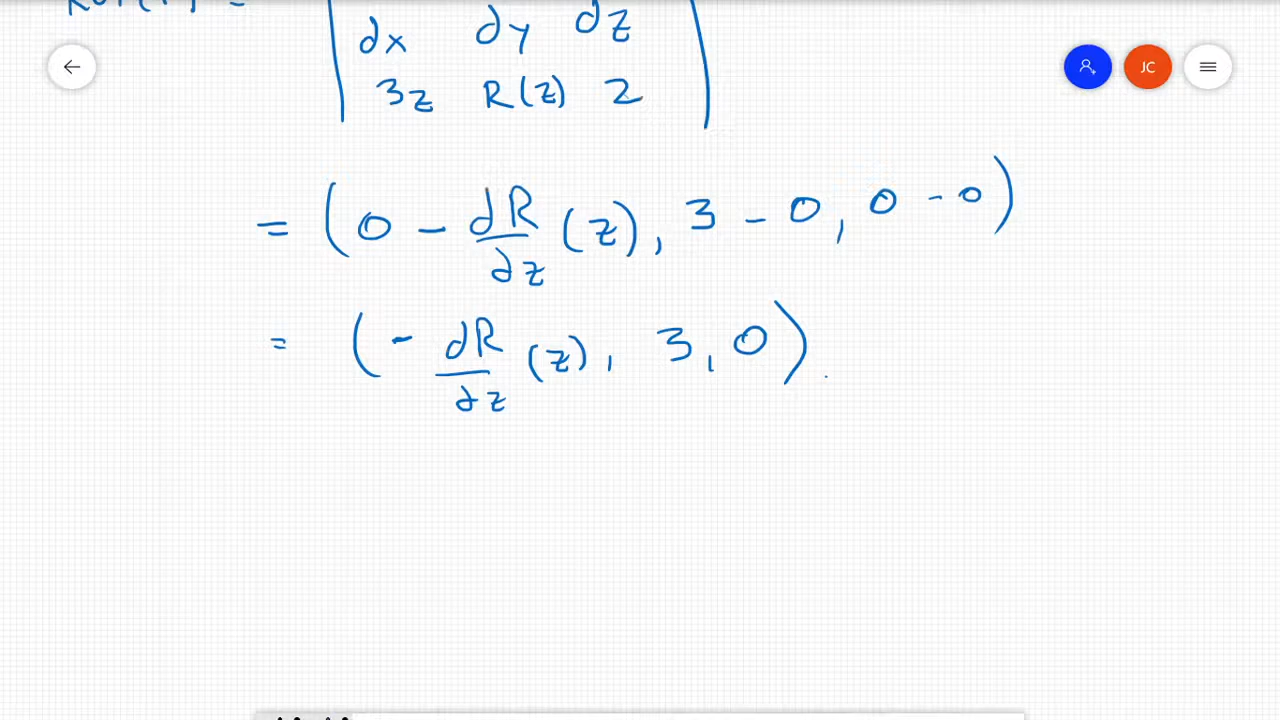 ∂x ∂y ∂z
3z R(z) 2
JC
= (0 - dR/dz (z), 3 - 0, 0 - 0)
= (- dR/dz (z), 3, 0).